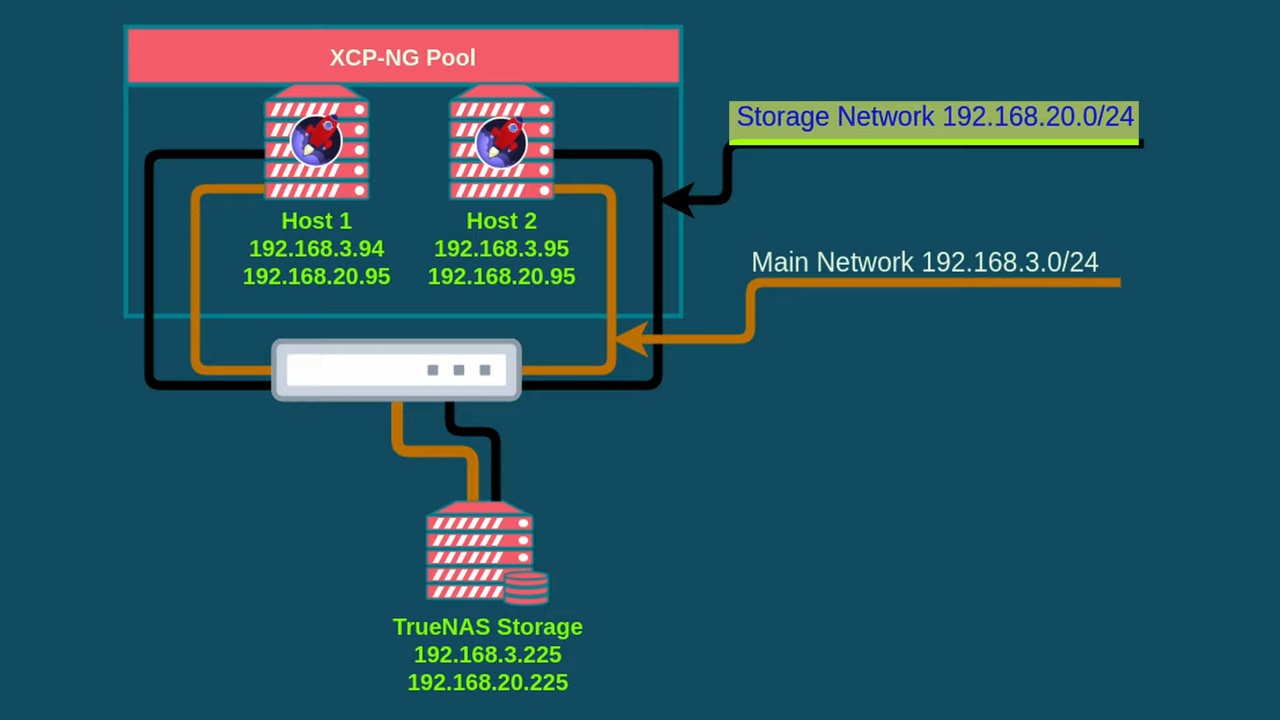 XCP-NG Pool
Storage Network 192.168.20.0/24
Host 1
192.168.3.94
192.168.20.95
Host 2
192.168.3.95
192.168.20.95
Main Network 192.168.3.0/24
TrueNAS Storage
192.168.3.225
192.168.20.225